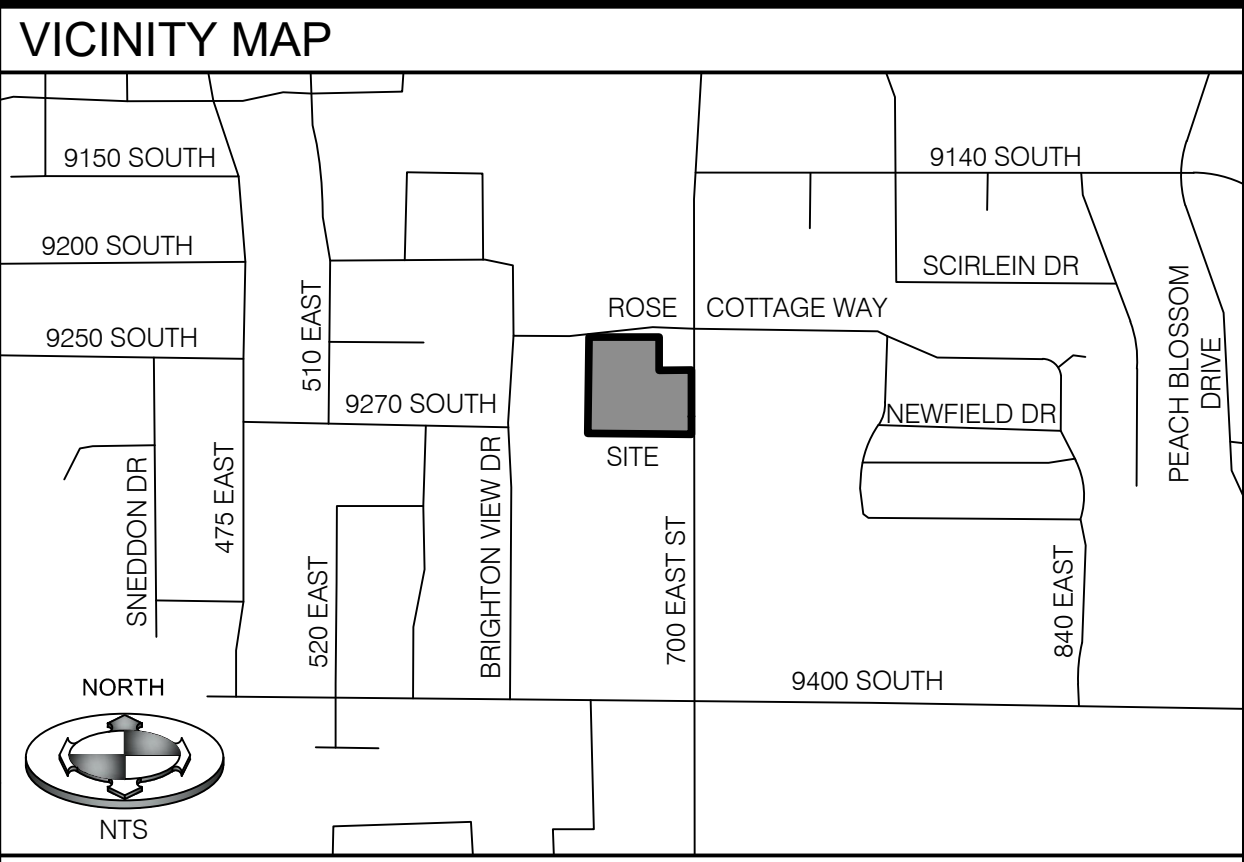 VICINITY MAP
9150 SOUTH
9140 SOUTH
9200 SOUTH
SCIRLEIN DR
510 EAST
ROSE COTTAGE WAY
PEACH BLOSSOM
DRIVE
9250 SOUTH
9270 SOUTH
NEWFIELD DR
SITE
SNEDDON DR
475 EAST
BRIGHTON VIEW DR
520 EAST
700 EAST ST
840 EAST
9400 SOUTH
NORTH
NTS